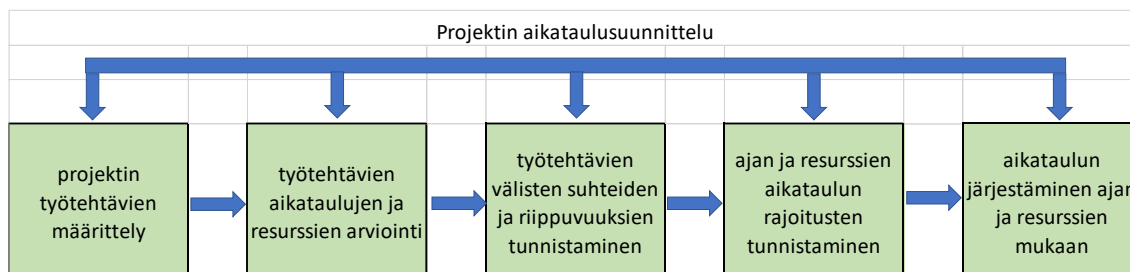 Projektin aikataulusuunnittelu
projektin
työtehtävien
määrittely
työtehtävien
aikataulujen ja
resurssien arviointi
työtehtävien
välisten suhteiden
ja riippuvuuksien
tunnistaminen
ajan ja resurssien
aikataulun
rajoitusten
tunnistaminen
aikataulun
järjestäminen ajan
ja resurssien
mukaan